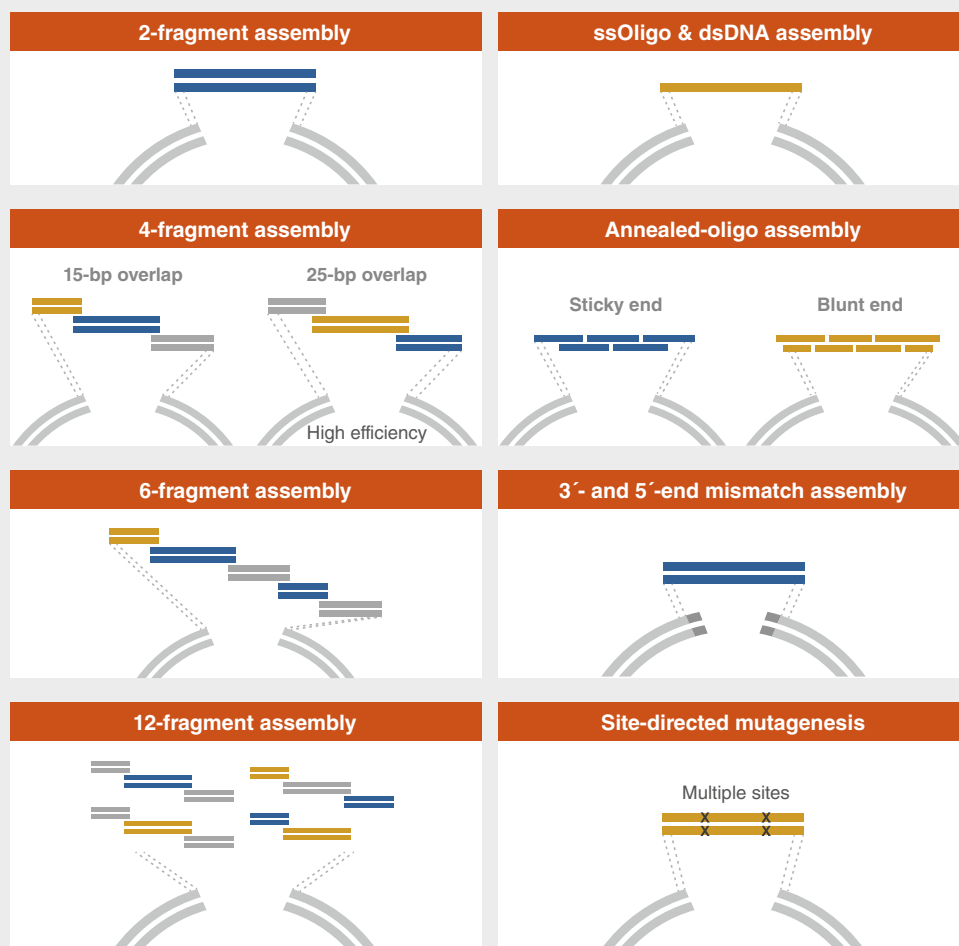 2-fragment assembly
ssOligo & dsDNA assembly
4-fragment assembly
15-bp overlap
25-bp overlap
High efficiency
Annealed-oligo assembly
Sticky end
Blunt end
6-fragment assembly
3´- and 5´-end mismatch assembly
12-fragment assembly
Site-directed mutagenesis
Multiple sites
X X
X X